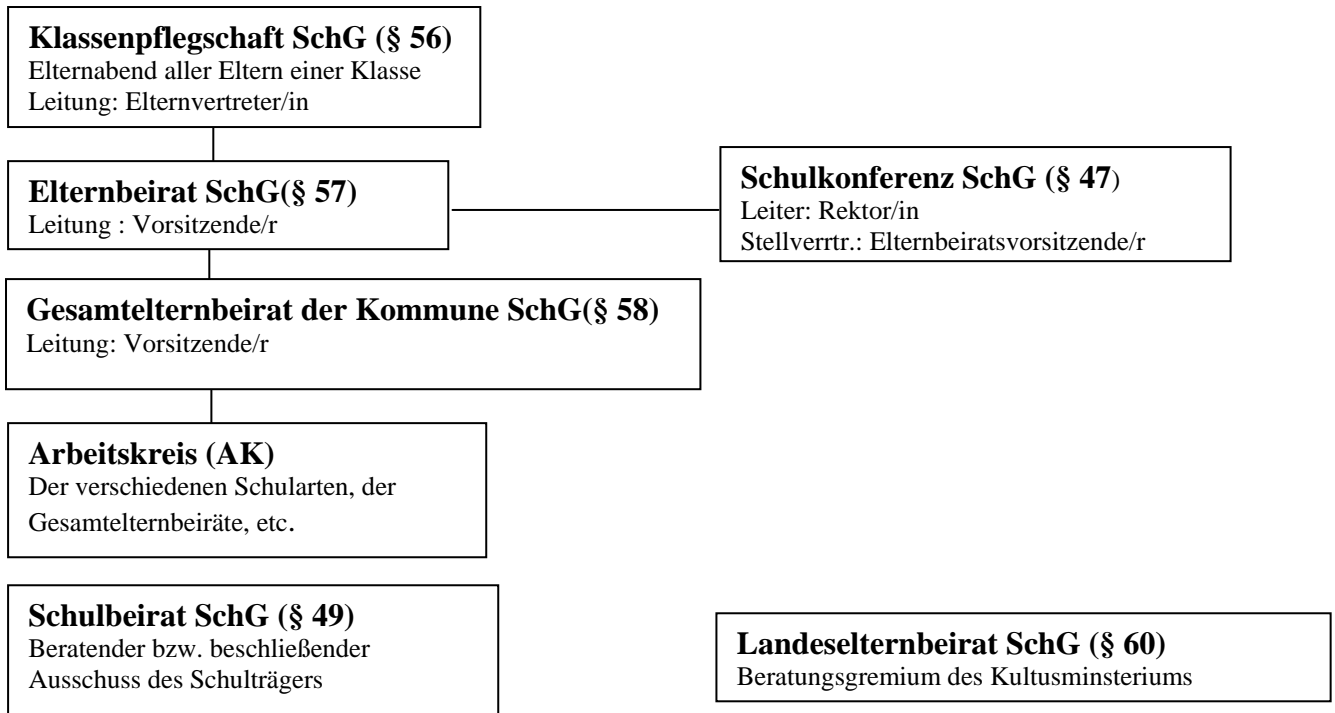 Klassenpflegschaft SchG (§ 56)
Elternabend aller Eltern einer Klasse
Leitung: Elternvertreter/in
Elternbeirat SchG(§ 57)
Leitung : Vorsitzende/r
Schulkonferenz SchG (§ 47)
Leiter: Rektor/in
Stellverrtr.: Elternbeiratsvorsitzende/r
Gesamtelternbeirat der Kommune SchG(§ 58)
Leitung: Vorsitzende/r
Arbeitskreis (AK)
Der verschiedenen Schularten, der
Gesamtelternbeiräte, etc.
Schulbeirat SchG (§ 49)
Beratender bzw. beschließender
Ausschuss des Schulträgers
Landeselternbeirat SchG (§ 60)
Beratungsgremium des Kultusminsteriums